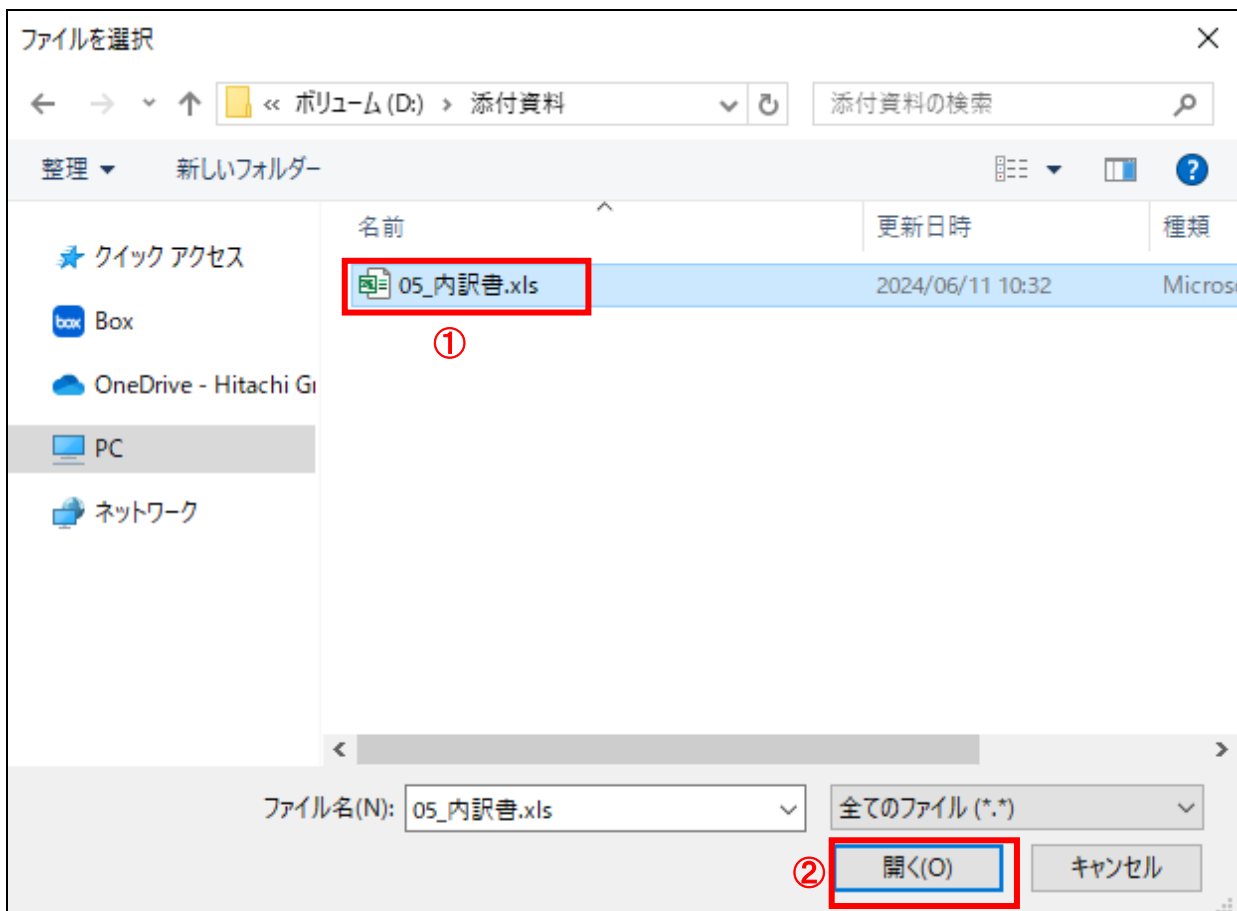 ファイルを選択
« ボリューム (D:) › 添付資料
添付資料の検索
整理
新しいフォルダー
名前
更新日時
種類
クイック アクセス
05_内訳書.xls
2024/06/11 10:32
Micros
①
Box
OneDrive - Hitachi Gr
PC
ネットワーク
ファイル名(N):
05_内訳書.xls
全てのファイル (*.*)
②
開く(O)
キャンセル